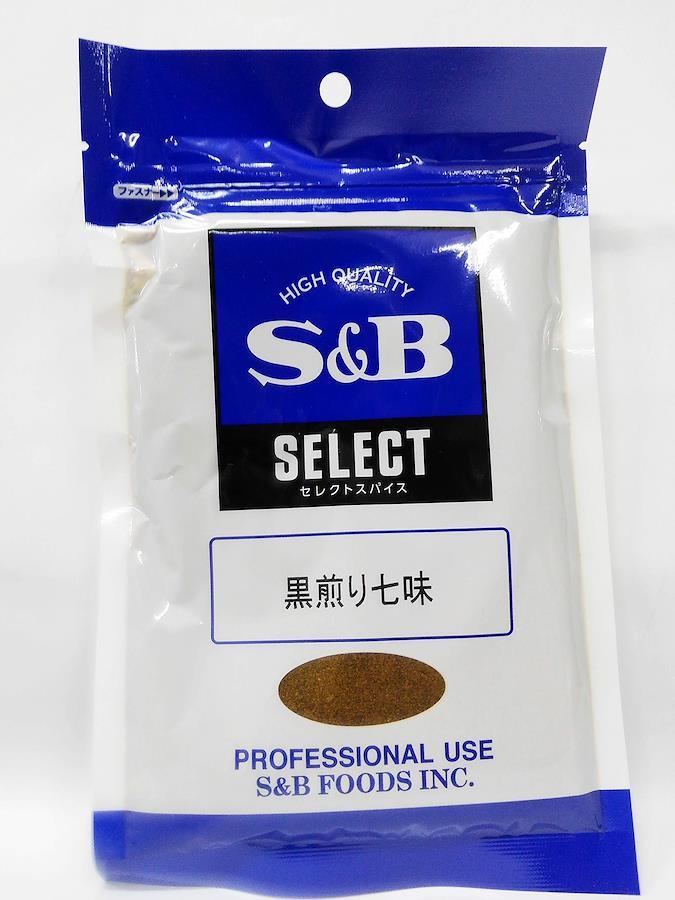 ファスナー▶▶
HIGH QUALITY
S&B
SELECT
セレクトスパイス
黒煎り七味
PROFESSIONAL USE
S&B FOODS INC.